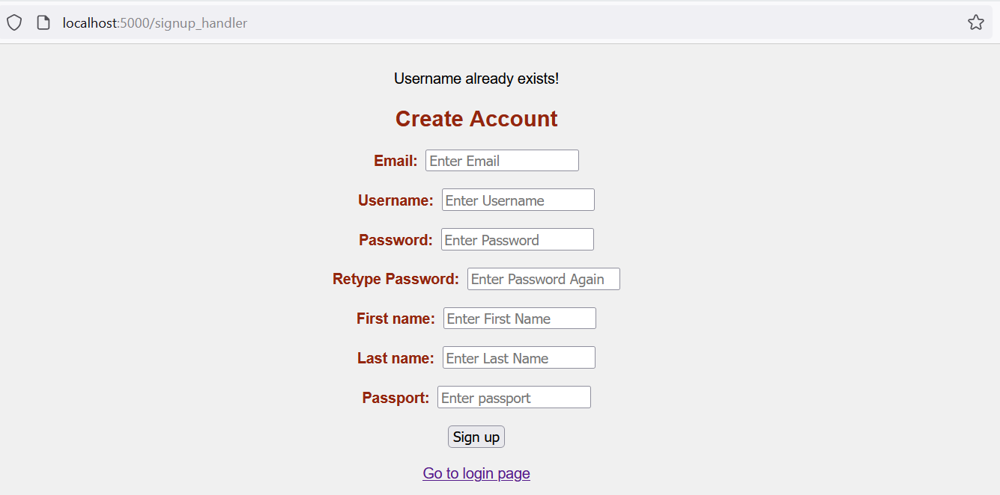 localhost:5000/signup_handler
Username already exists!
Create Account
Email: Enter Email
Username: Enter Username
Password: Enter Password
Retype Password: Enter Password Again
First name: Enter First Name
Last name: Enter Last Name
Passport: Enter passport
Sign up
Go to login page